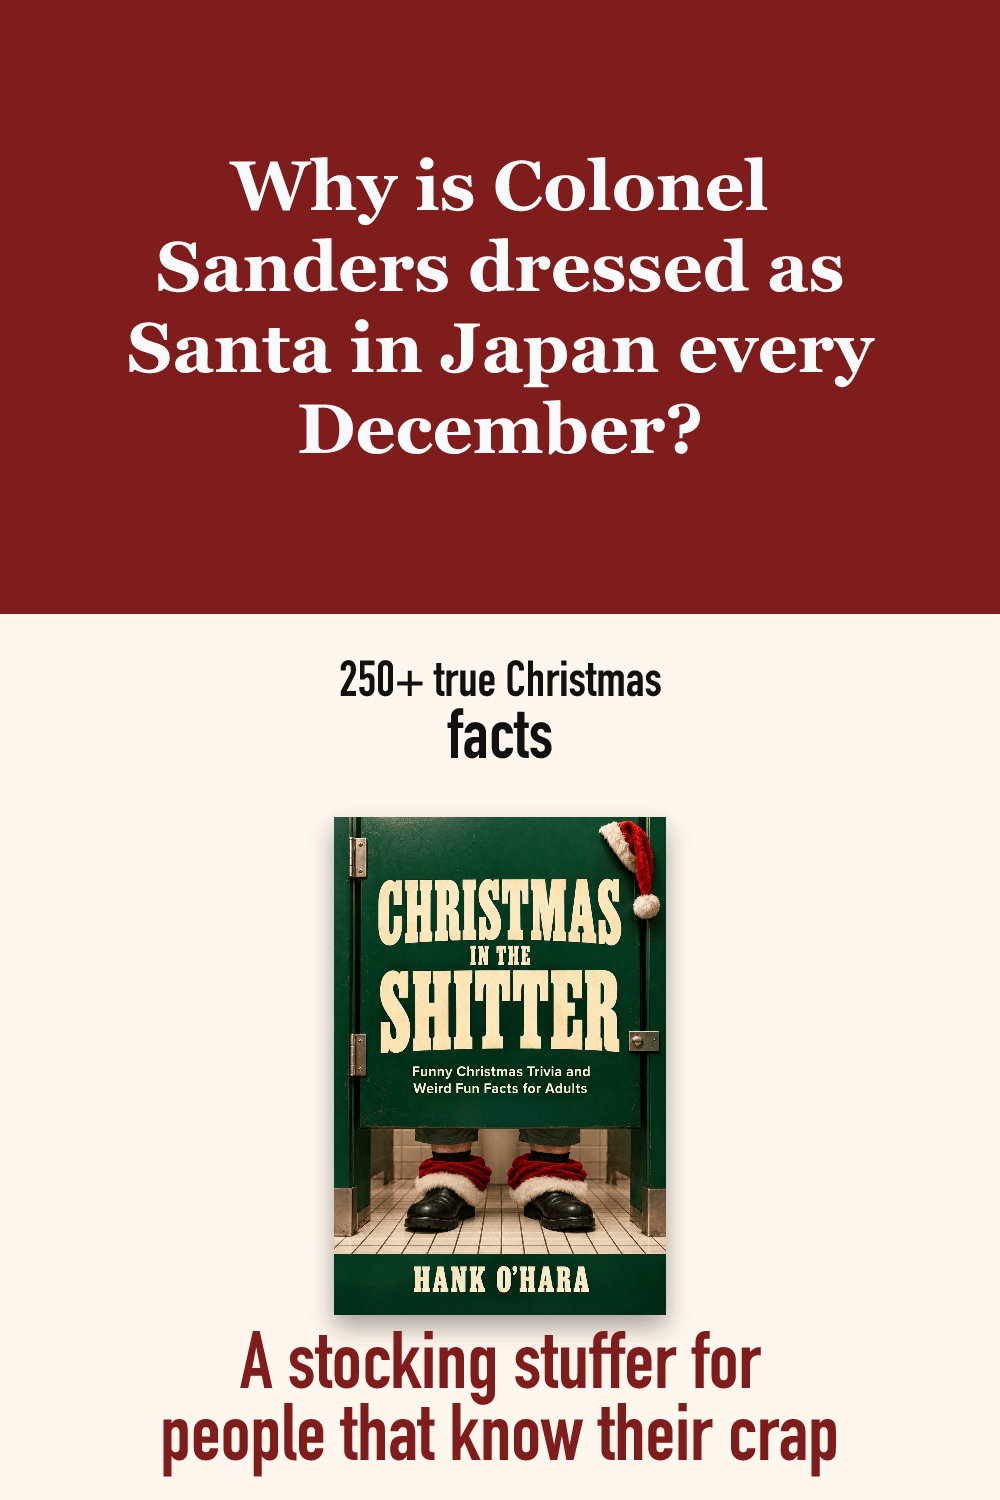 Why is Colonel
Sanders dressed as
Santa in Japan every
December?
250+ true Christmas
facts
CHRISTMAS
IN THE
SHITTER
Funny Christmas Trivia and
Weird Fun Facts for Adults
HANK O'HARA
A stocking stuffer for
people that know their crap